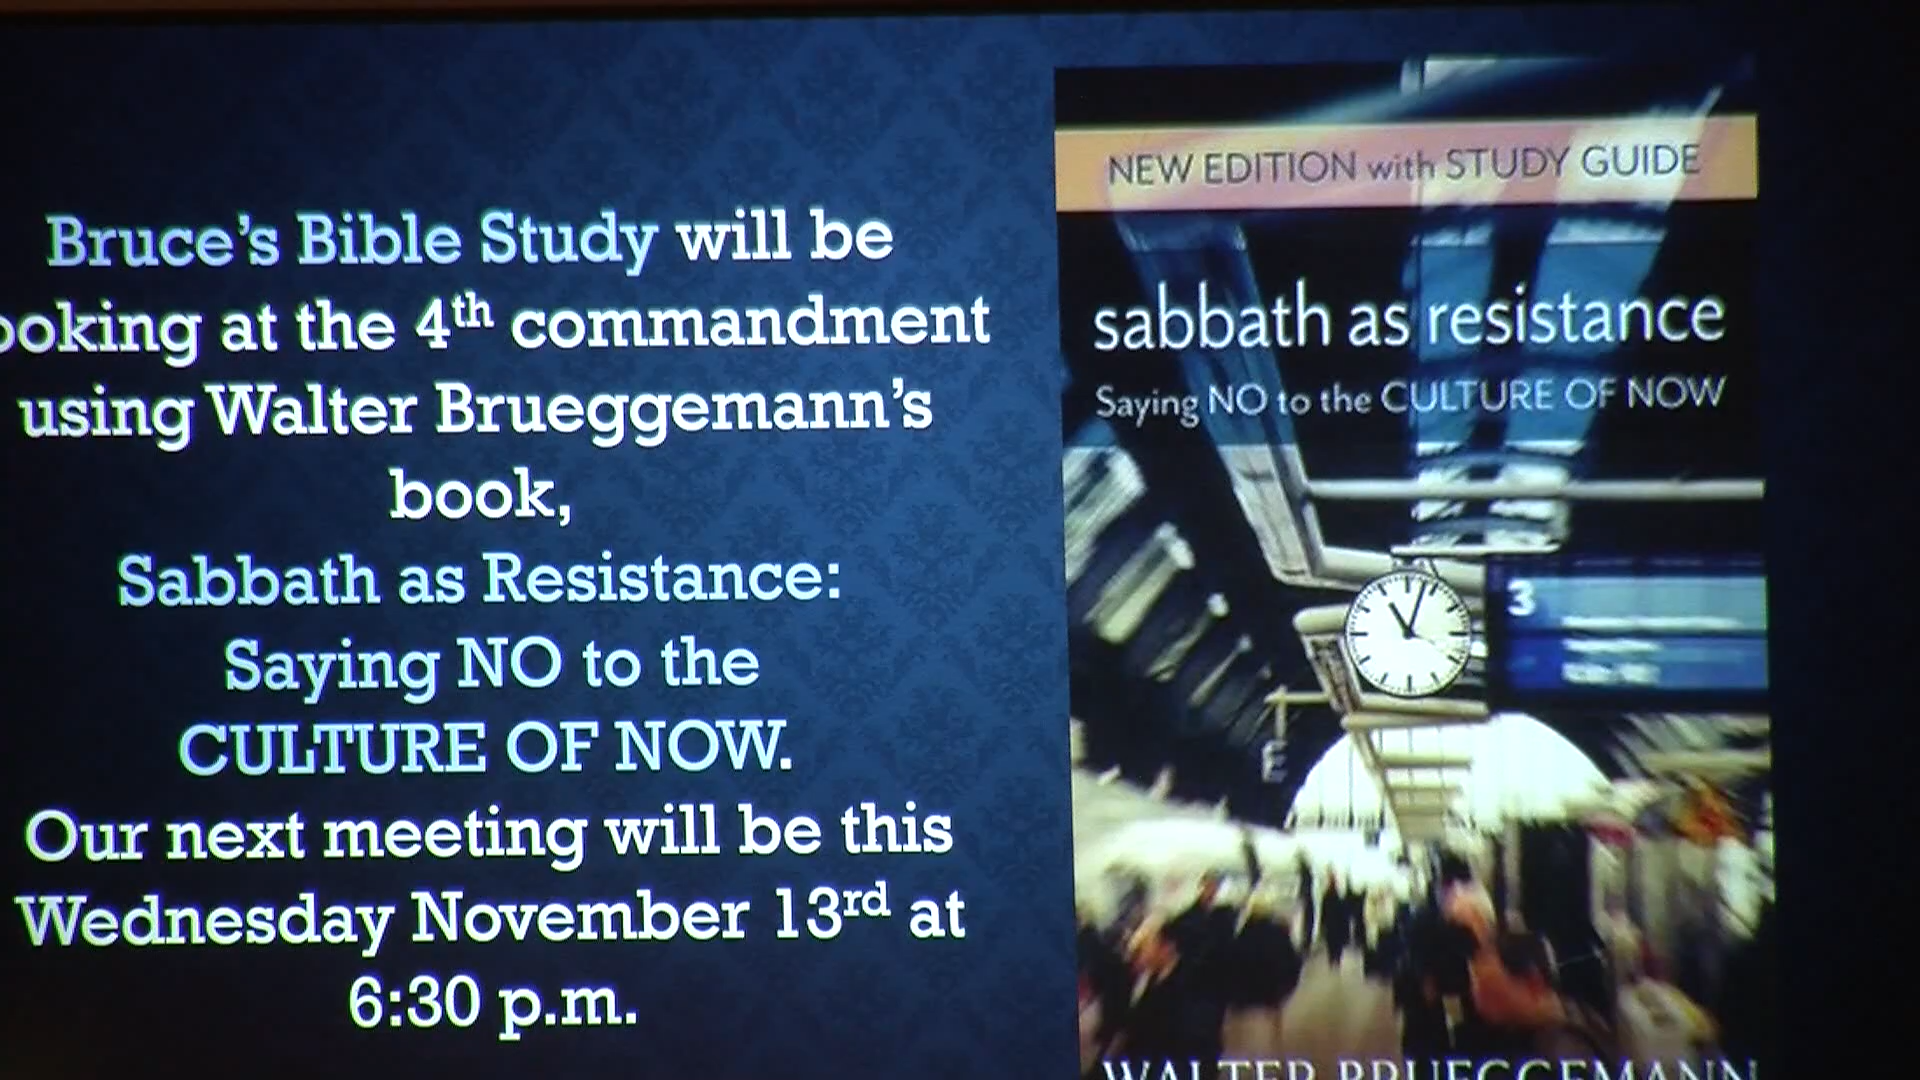 Bruce's Bible Study will be
ooking at the 4th commandment
using Walter Brueggemann's
book,
Sabbath as Resistance:
Saying NO to the
CULTURE OF NOW.
Our next meeting will be this
Wednesday November 13rd at
6:30 p.m.
NEW EDITION with STUDY GUIDE
sabbath as resistance
Saying NO to the CULTURE OF NOW
3
E
WALTER BRUEGGEMANN